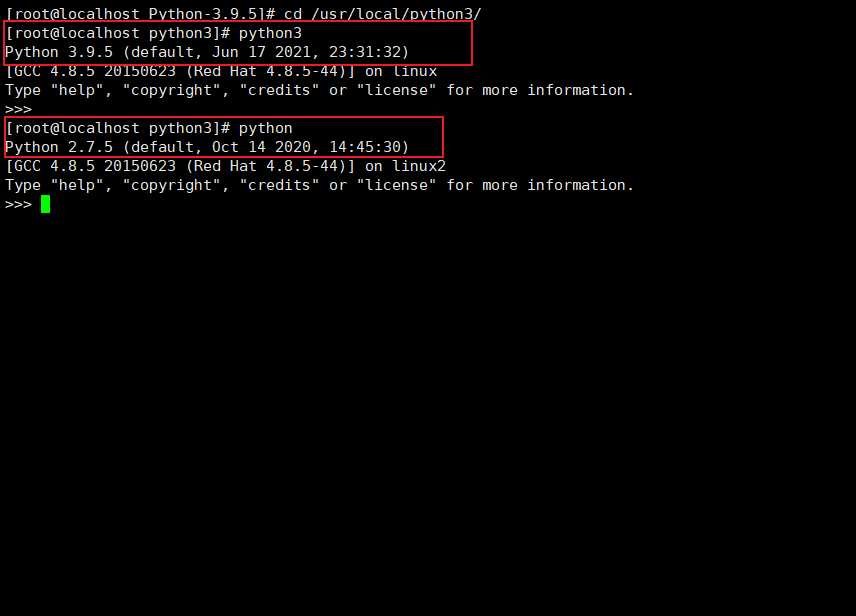 [root@localhost Python-3.9.5]# cd /usr/local/python3/
[root@localhost python3]# python3
Python 3.9.5 (default, Jun 17 2021, 23:31:32)
[GCC 4.8.5 20150623 (Red Hat 4.8.5-44)] on linux
Type "help", "copyright", "credits" or "license" for more information.
>>>
[root@localhost python3]# python
Python 2.7.5 (default, Oct 14 2020, 14:45:30)
[GCC 4.8.5 20150623 (Red Hat 4.8.5-44)] on linux2
Type "help", "copyright", "credits" or "license" for more information.
>>>